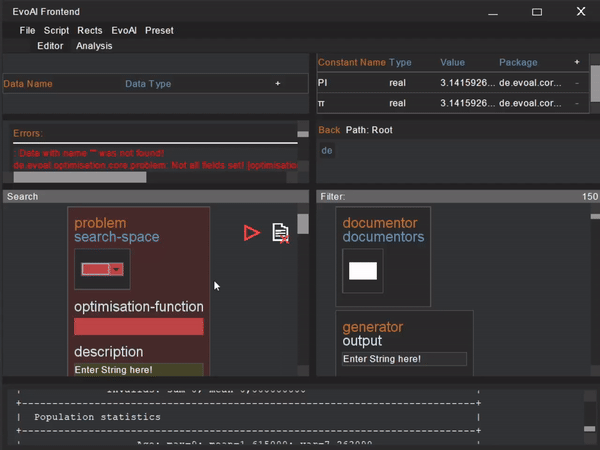 EvoAl Frontend
File Script Rects EvoAl Preset
Editor Analysis
Data Name Data Type +
Constant Name Type Value Package +
PI real 3.1415926... de.evoal.cor... -
π real 3.1415926... de.evoal.cor... -
Errors:
Data with name "" was not found!
de.evoal.optimisation.core.problem: Not all fields set! [optimisatio
Back Path: Root
de
Search
Filter: 150
problem
search-space
optimisation-function
description
Enter String here!
documentor
documentors
generator
output
Enter String here!
+--------------------------------------------------------------------+
| Population statistics |
+--------------------------------------------------------------------+